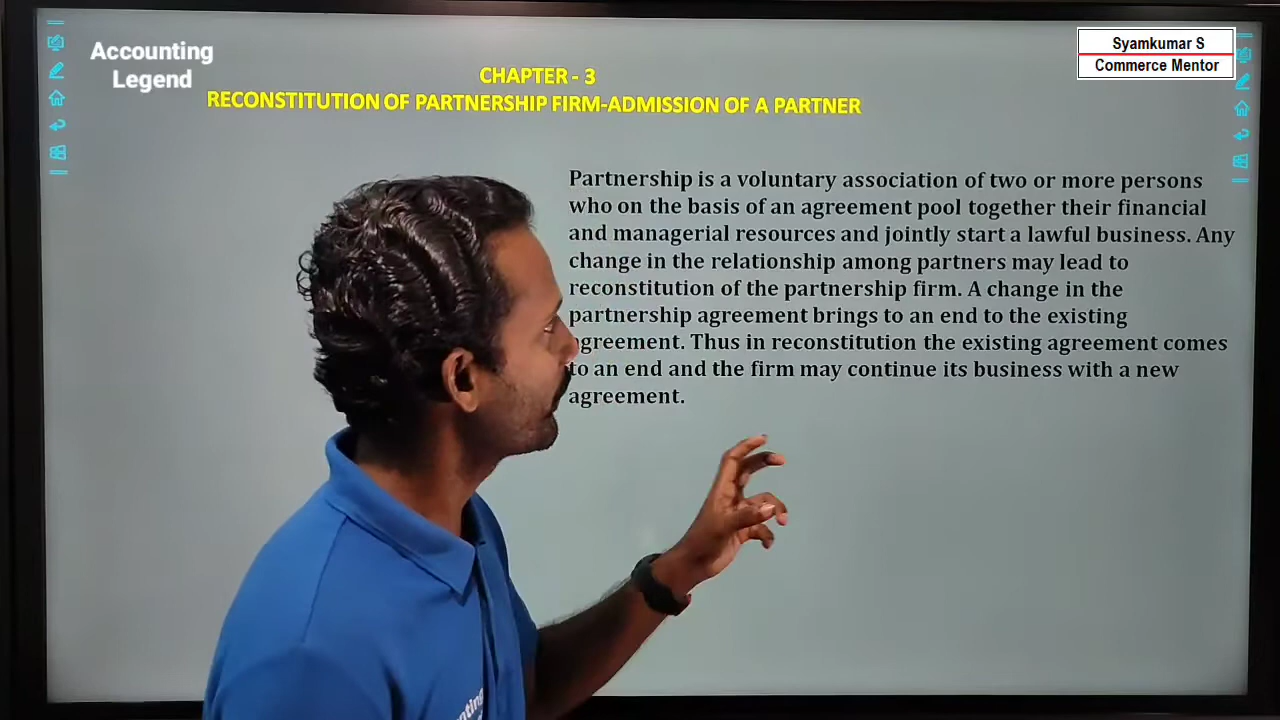 Accounting
Legend
Syamkumar S
Commerce Mentor
CHAPTER - 3
RECONSTITUTION OF PARTNERSHIP FIRM-ADMISSION OF A PARTNER
Partnership is a voluntary association of two or more persons
who on the basis of an agreement pool together their financial
and managerial resources and jointly start a lawful business. Any
change in the relationship among partners may lead to
reconstitution of the partnership firm. A change in the
partnership agreement brings to an end to the existing
agreement. Thus in reconstitution the existing agreement comes
to an end and the firm may continue its business with a new
agreement.